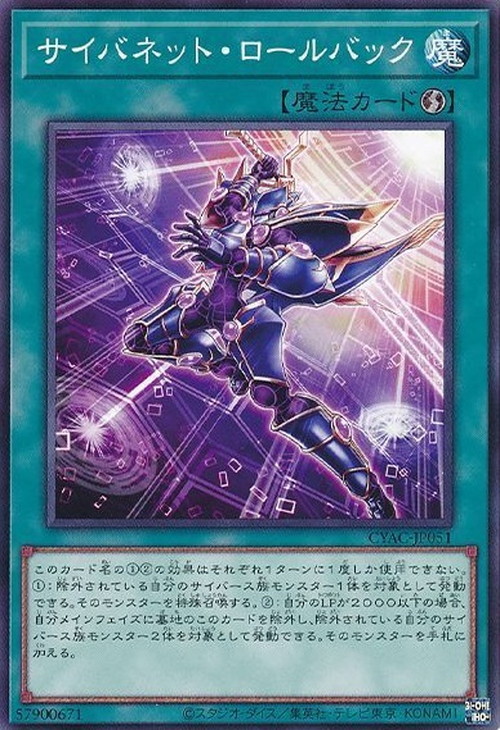 サイバネット・ロールバック 魔
【魔法カード】
CYAC-JP051
このカード名の①②の効果はそれぞれ1ターンに1度しか使用できない。
①:除外されている自分のサイバース族モンスター1体を対象として発動
できる。そのモンスターを特殊召喚する。②:自分のLPが2000以下の場合、
自分メインフェイズに墓地のこのカードを除外し、除外されている自分のサイ
バース族モンスター2体を対象として発動できる。そのモンスターを手札に
加える。
57900671 ©スタジオ・ダイス/集英社・テレビ東京・KONAMI